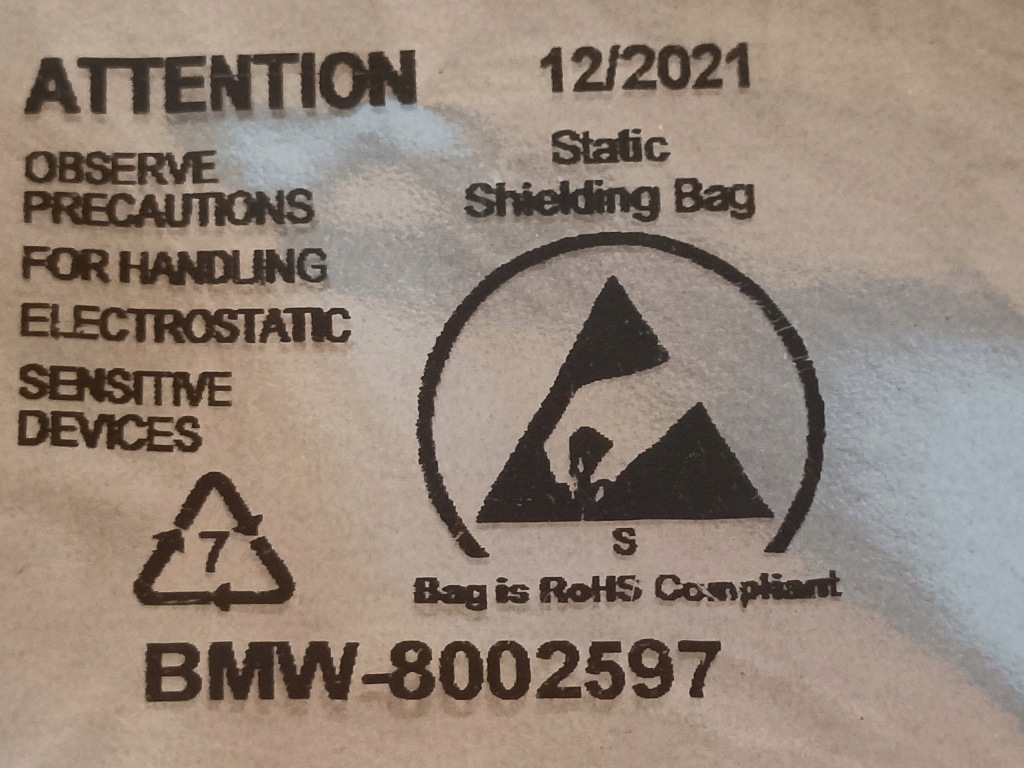 ATTENTION
OBSERVE
PRECAUTIONS
FOR HANDLING
ELECTROSTATIC
SENSITIVE
DEVICES
7
12/2021
Static
Shielding Bag
S
Bag is RoHS Compliant
BMW-8002597